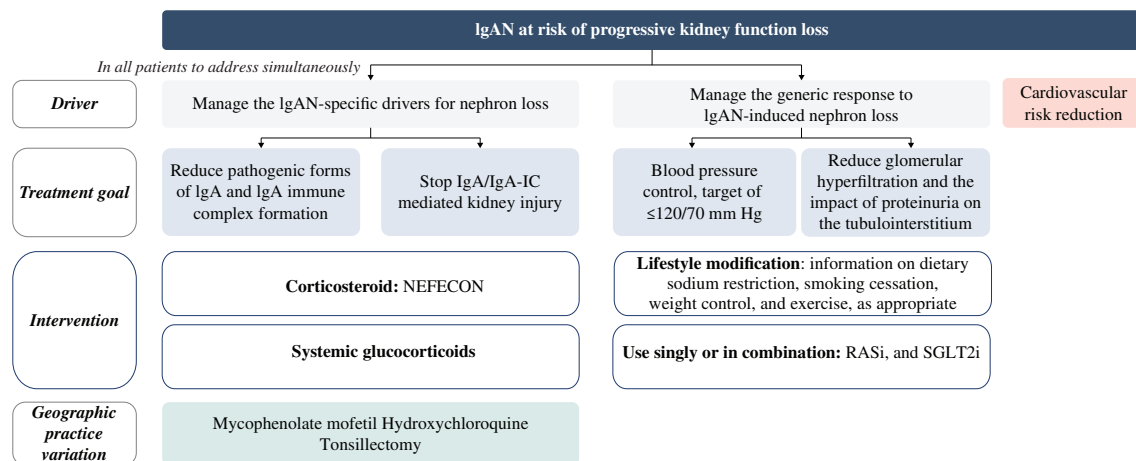 lgAN at risk of progressive kidney function loss
In all patients to address simultaneously
Driver
Manage the lgAN-specific drivers for nephron loss
Manage the generic response to
lgAN-induced nephron loss
Cardiovascular
risk reduction
Treatment goal
Reduce pathogenic forms
of lgA and lgA immune
complex formation
Stop IgA/IgA-IC
mediated kidney injury
Blood pressure
control, target of
≤120/70 mm Hg
Reduce glomerular
hyperfiltration and the
impact of proteinuria on
the tubulointerstitium
Intervention
Corticosteroid: NEFECON
Lifestyle modification: information on dietary
sodium restriction, smoking cessation,
weight control, and exercise, as appropriate
Systemic glucocorticoids
Use singly or in combination: RASi, and SGLT2i
Geographic
practice
variation
Mycophenolate mofetil Hydroxychloroquine
Tonsillectomy